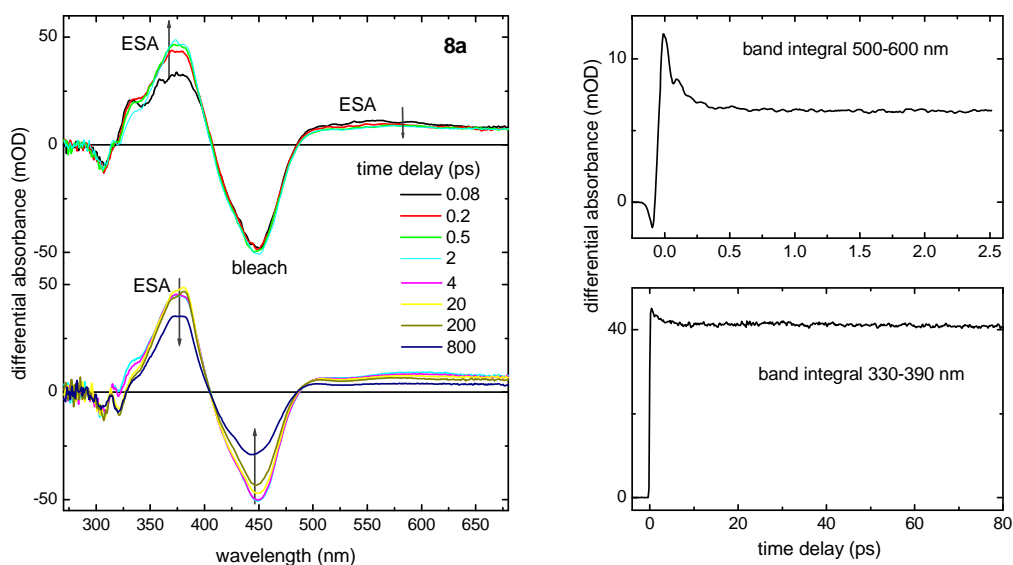 8a
ESA
ESA
bleach
time delay (ps)
0.08
0.2
0.5
2
4
20
200
800
ESA
50
0
-50
50
0
-50
differential absorbance (mOD)
differential absorbance (mOD)
300 350 400 450 500 550 600 650
wavelength (nm)
band integral 500-600 nm
10
0
0.0 0.5 1.0 1.5 2.0 2.5
differential absorbance (mOD)
band integral 330-390 nm
40
0
0 20 40 60 80
time delay (ps)